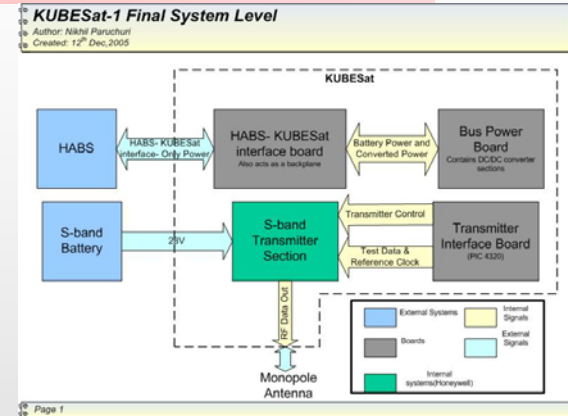 KUBESat-1 Final System Level
Author: Nikhil Paruchuri
Created: 12th Dec,2005
KUBESat
HABS
HABS- KUBESat
interface- Only Power
HABS- KUBESat
interface board
Also acts as a backplane
Battery Power and
Converted Power
Bus Power
Board
Contains DC/DC converter
sections
S-band
Battery
28V
S-band
Transmitter
Section
Transmitter Control
Test Data &
Reference Clock
Transmitter
Interface Board
(PIC 4320)
RF Data Out
Monopole
Antenna
External Systems
Internal
Signals
Boards
External
Signals
Internal
systems(Honeywell)
Page 1